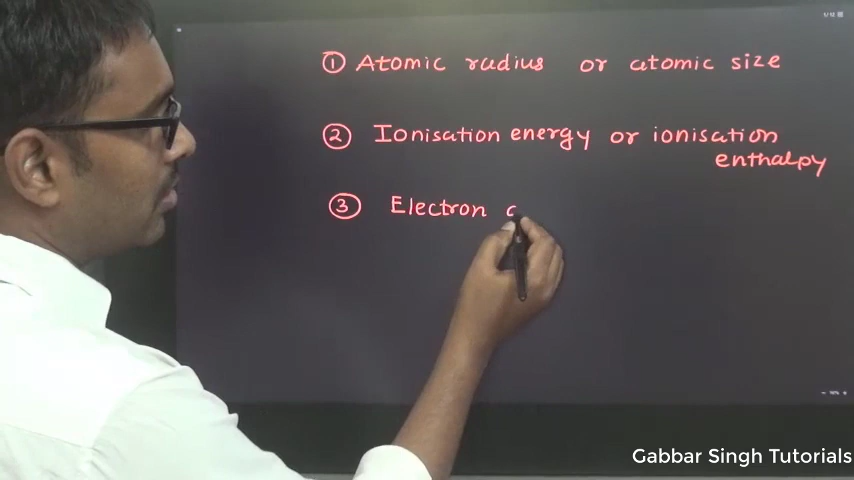 ① Atomic radius or atomic size
② Ionisation energy or ionisation
enthalpy
③ Electron
Gabbar Singh Tutorials